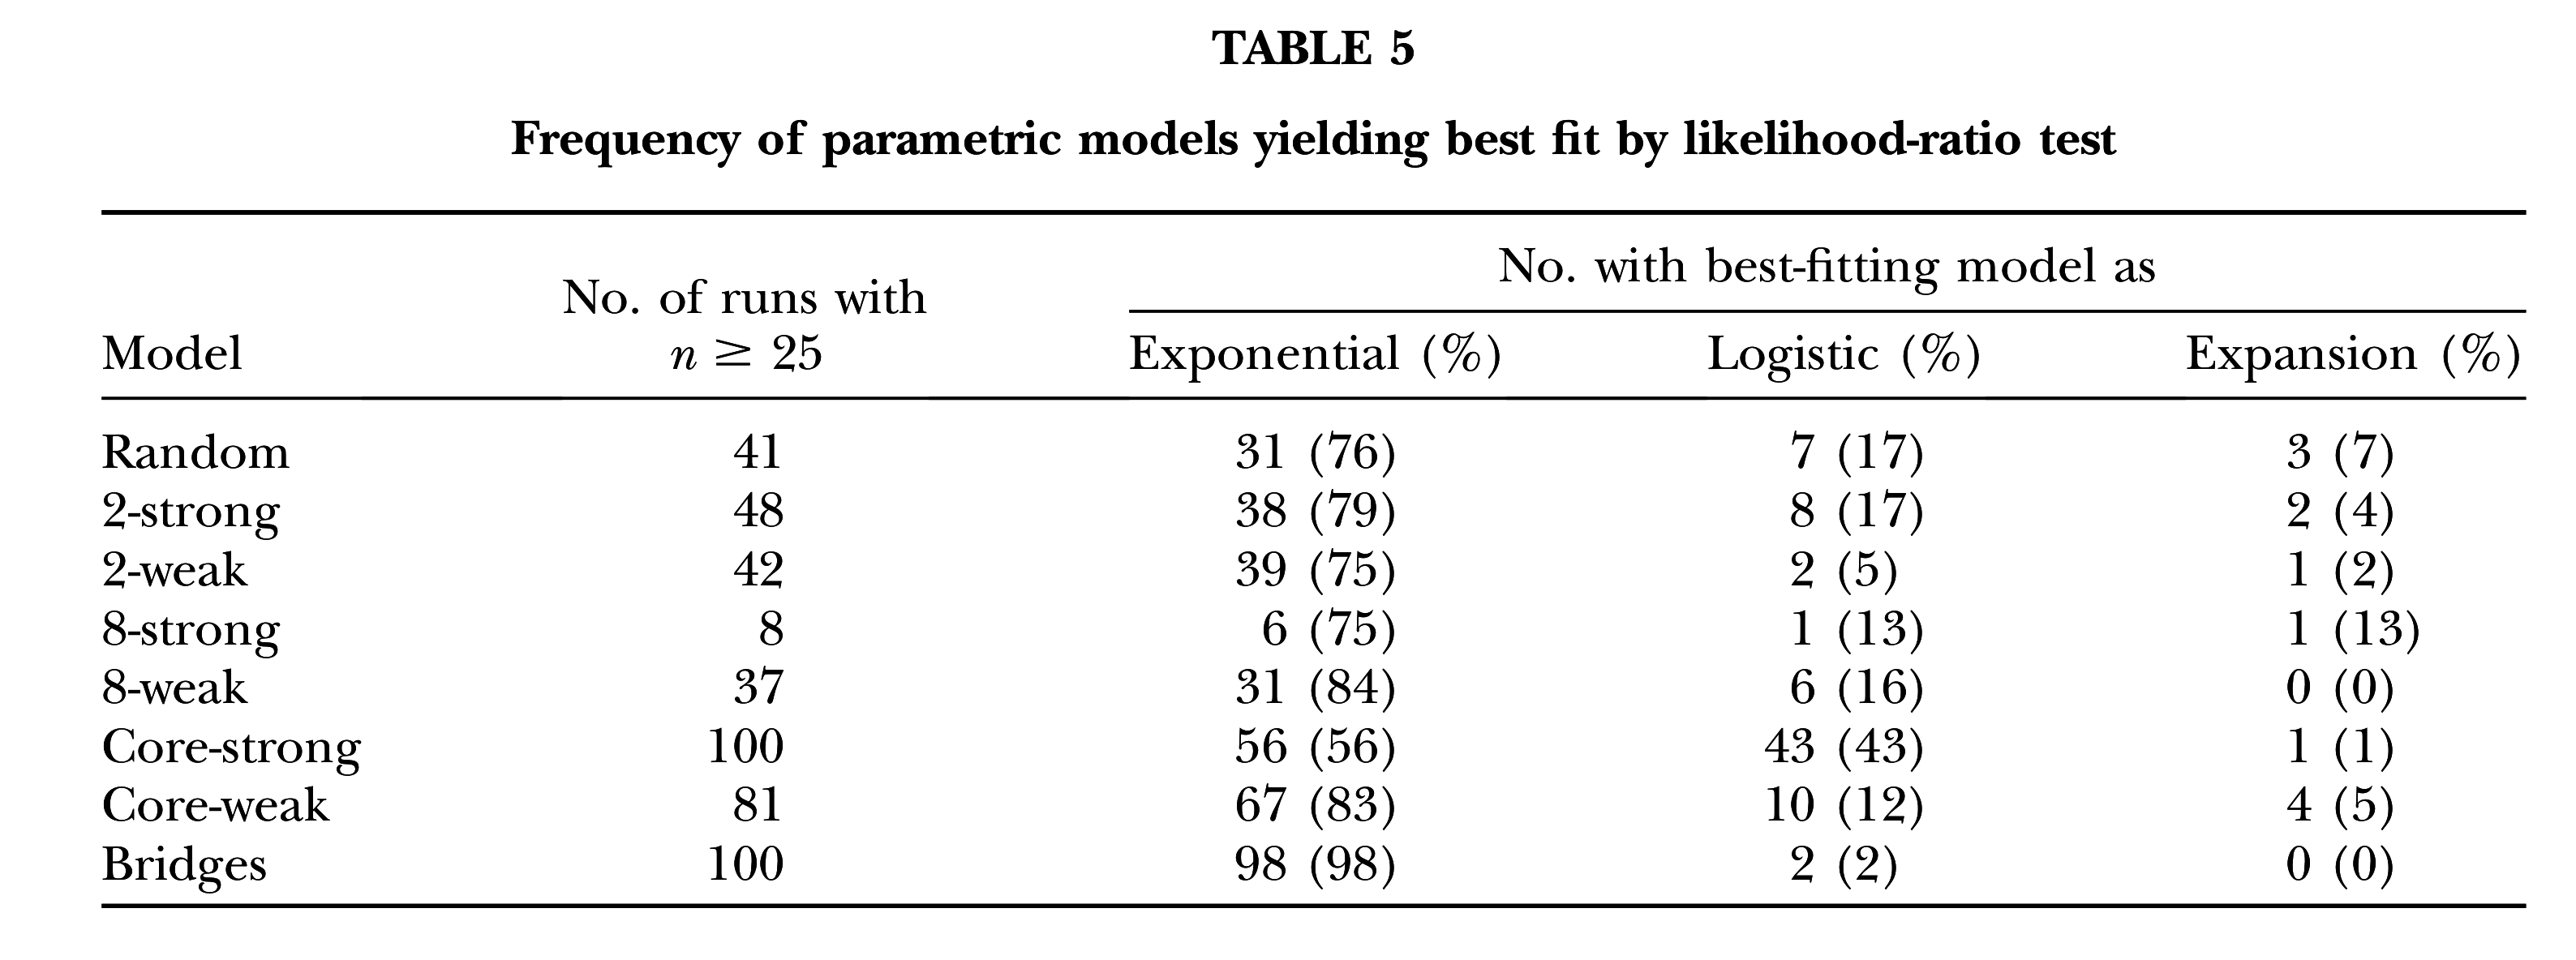 TABLE 5
Frequency of parametric models yielding best fit by likelihood-ratio test
No. with best-fitting model as
No. of runs with
Model n ≥ 25 Exponential (%) Logistic (%) Expansion (%)
Random 41 31 (76) 7 (17) 3 (7)
2-strong 48 38 (79) 8 (17) 2 (4)
2-weak 42 39 (75) 2 (5) 1 (2)
8-strong 8 6 (75) 1 (13) 1 (13)
8-weak 37 31 (84) 6 (16) 0 (0)
Core-strong 100 56 (56) 43 (43) 1 (1)
Core-weak 81 67 (83) 10 (12) 4 (5)
Bridges 100 98 (98) 2 (2) 0 (0)